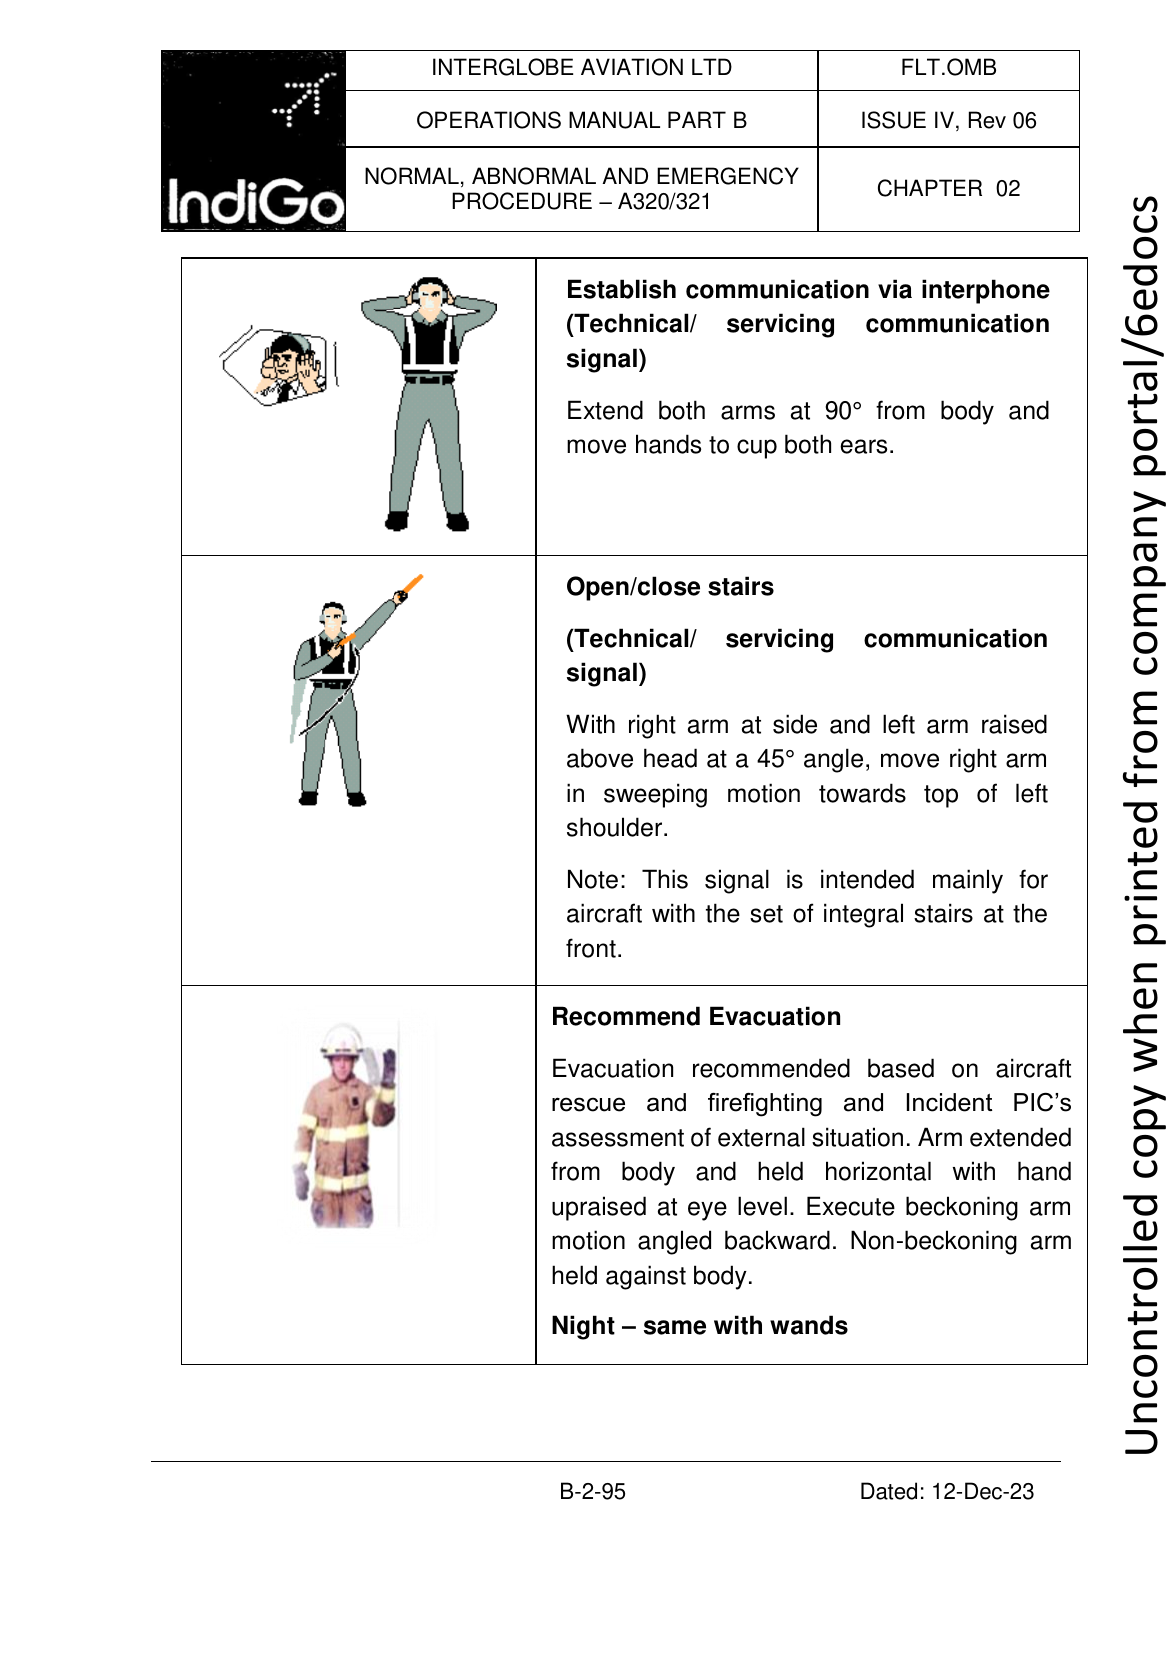 INTERGLOBE AVIATION LTD
FLT.OMB
OPERATIONS MANUAL PART B
ISSUE IV, Rev 06
IndiGo
NORMAL, ABNORMAL AND EMERGENCY
PROCEDURE – A320/321
CHAPTER 02
Establish communication via interphone
(Technical/ servicing communication
signal)
Extend both arms at 90° from body and
move hands to cup both ears.
Open/close stairs
(Technical/ servicing communication
signal)
With right arm at side and left arm raised
above head at a 45° angle, move right arm
in sweeping motion towards top of left
shoulder.
Note: This signal is intended mainly for
aircraft with the set of integral stairs at the
front.
Recommend Evacuation
Evacuation recommended based on aircraft
rescue and firefighting and Incident PIC’s
assessment of external situation. Arm extended
from body and held horizontal with hand
upraised at eye level. Execute beckoning arm
motion angled backward. Non-beckoning arm
held against body.
Night – same with wands
B-2-95
Dated: 12-Dec-23
Uncontrolled copy when printed from company portal/6edocs